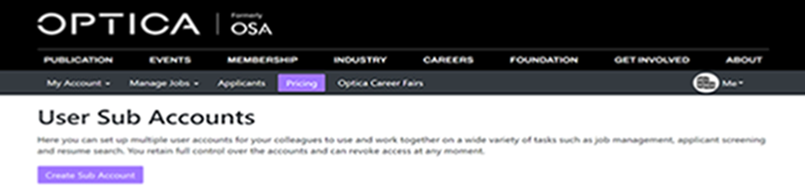 OPTICA Formerly
OSA
PUBLICATION EVENTS MEMBERSHIP INDUSTRY CAREERS FOUNDATION GET INVOLVED ABOUT
My Account Manage Jobs Applicants Pricing Optica Career Fairs Me
User Sub Accounts
Here you can set up multiple user accounts for your colleagues to use and work together on a wide variety of tasks such as job management, applicant screening
and resume search. You retain full control over the accounts and can revoke access at any moment.
Create Sub Account